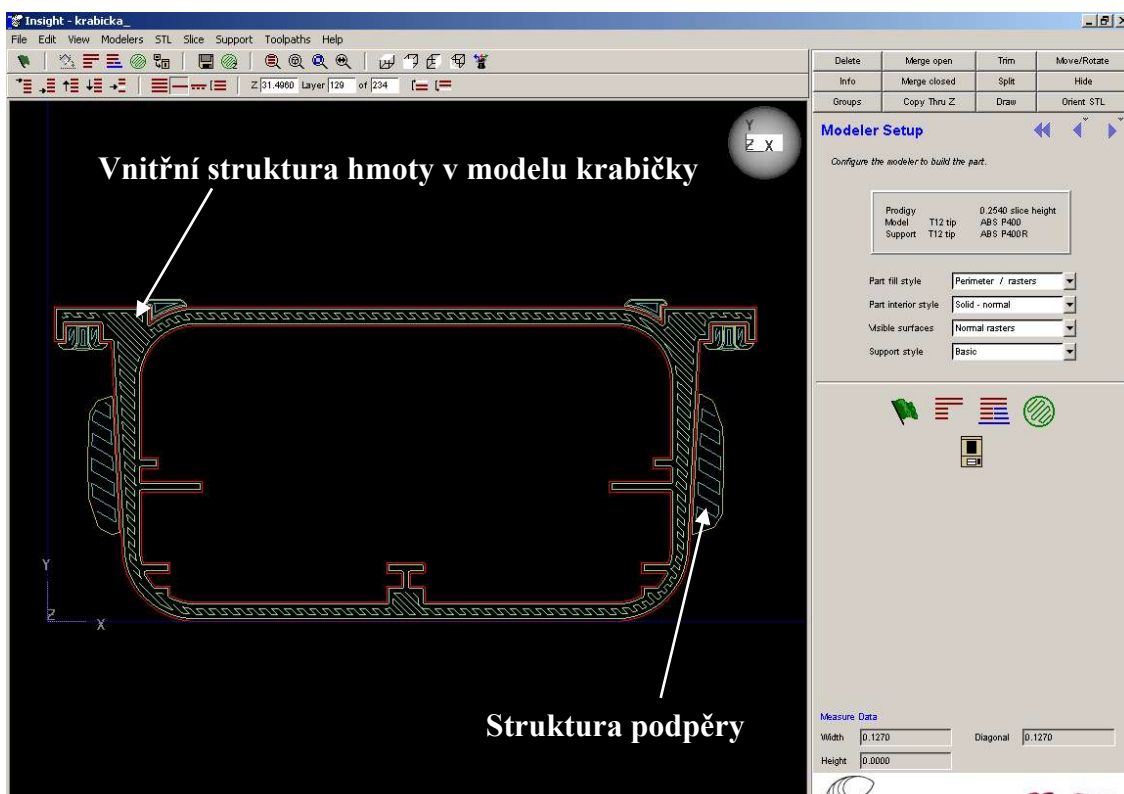 Insight - krabicka_
File Edit View Modelers STL Slice Support Toolpaths Help
Z 31.4960 Layer 129 of 234
Delete Merge open Trim Move/Rotate
Info Merge closed Split Hide
Groups Copy Thru Z Draw Orient STL
Modeler Setup
Configure the modeler to build the part.
Prodigy 0.2540 slice height
Model T12 tip ABS P400
Support T12 tip ABS P400R
Part fill style Perimeter / rasters
Part interior style Solid - normal
Visible surfaces Normal rasters
Support style Basic
Y
Z X
Vnitřní struktura hmoty v modelu krabičky
Y
Z
X
Struktura podpěry
Measure Data
Width 0.1270 Diagonal 0.1270
Height 0.0000